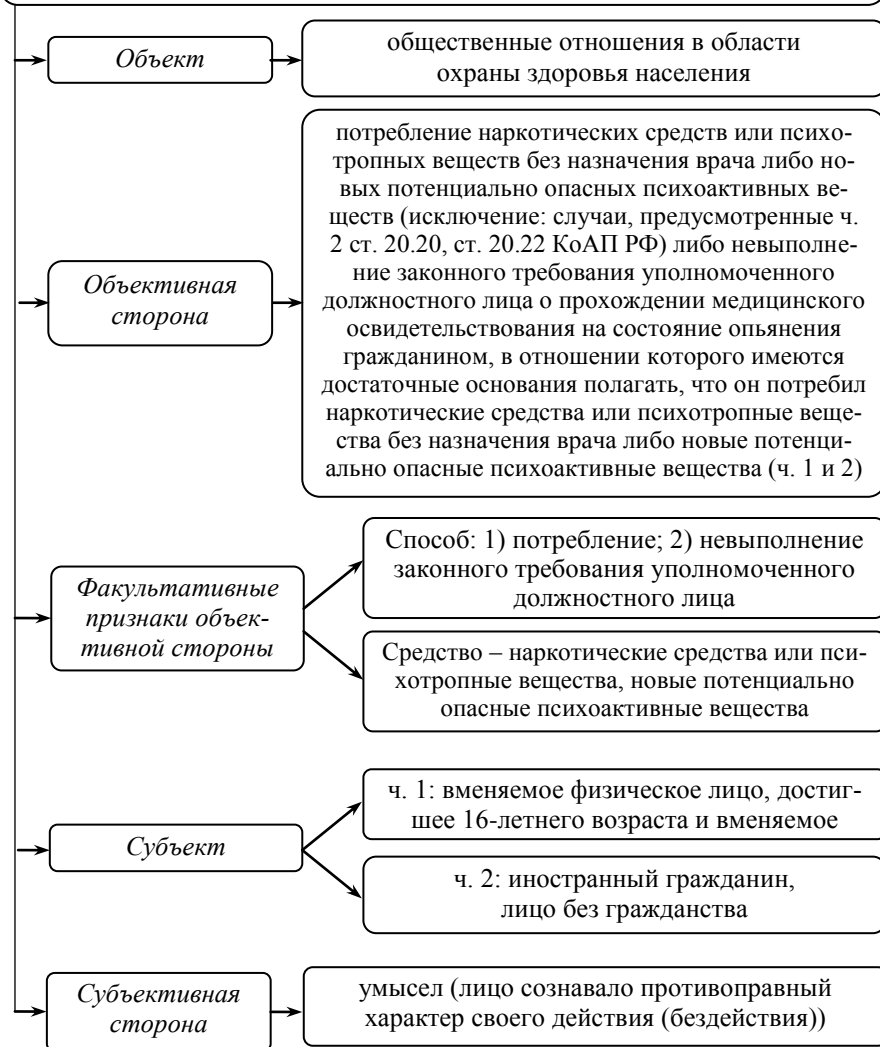 Объект
общественные отношения в области
охраны здоровья населения
Объективная
сторона
потребление наркотических средств или психо-
тропных веществ без назначения врача либо но-
вых потенциально опасных психоактивных ве-
ществ (исключение: случаи, предусмотренные ч.
2 ст. 20.20, ст. 20.22 КоАП РФ) либо невыполне-
ние законного требования уполномоченного
должностного лица о прохождении медицинского
освидетельствования на состояние опьянения
гражданином, в отношении которого имеются
достаточные основания полагать, что он потребил
наркотические средства или психотропные веще-
ства без назначения врача либо новые потенци-
ально опасные психоактивные вещества (ч. 1 и 2)
Факультативные
признаки объек-
тивной стороны
Способ: 1) потребление; 2) невыполнение
законного требования уполномоченного
должностного лица
Средство – наркотические средства или пси-
хотропные вещества, новые потенциально
опасные психоактивные вещества
Субъект
ч. 1: вменяемое физическое лицо, достиг-
шее 16-летнего возраста и вменяемое
ч. 2: иностранный гражданин,
лицо без гражданства
Субъективная
сторона
умысел (лицо сознавало противоправный
характер своего действия (бездействия))